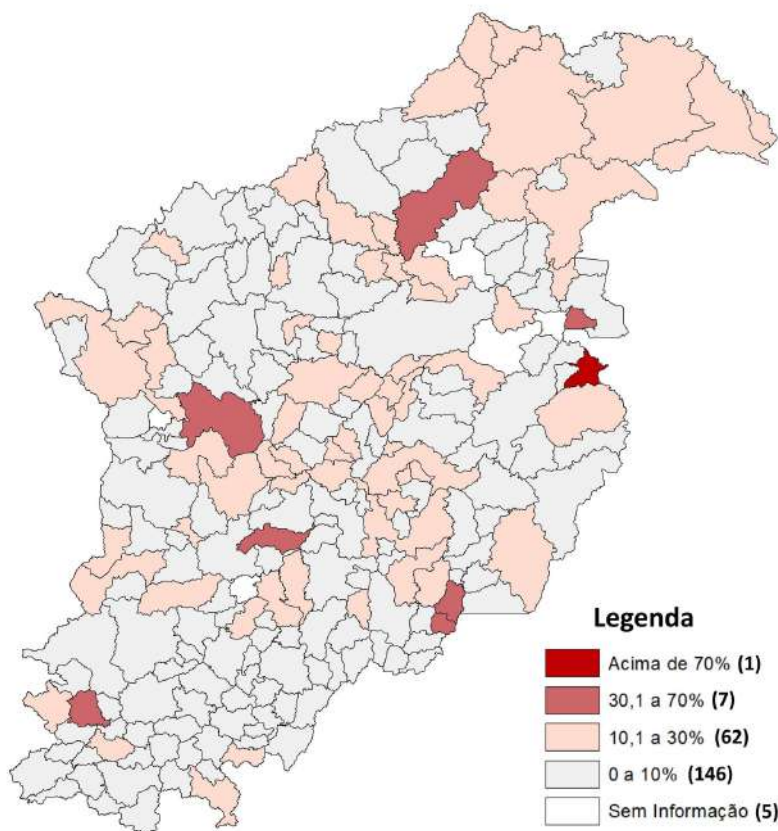 Legenda
Acima de 70% (1)
30,1 a 70% (7)
10,1 a 30% (62)
0 a 10% (146)
Sem Informação (5)